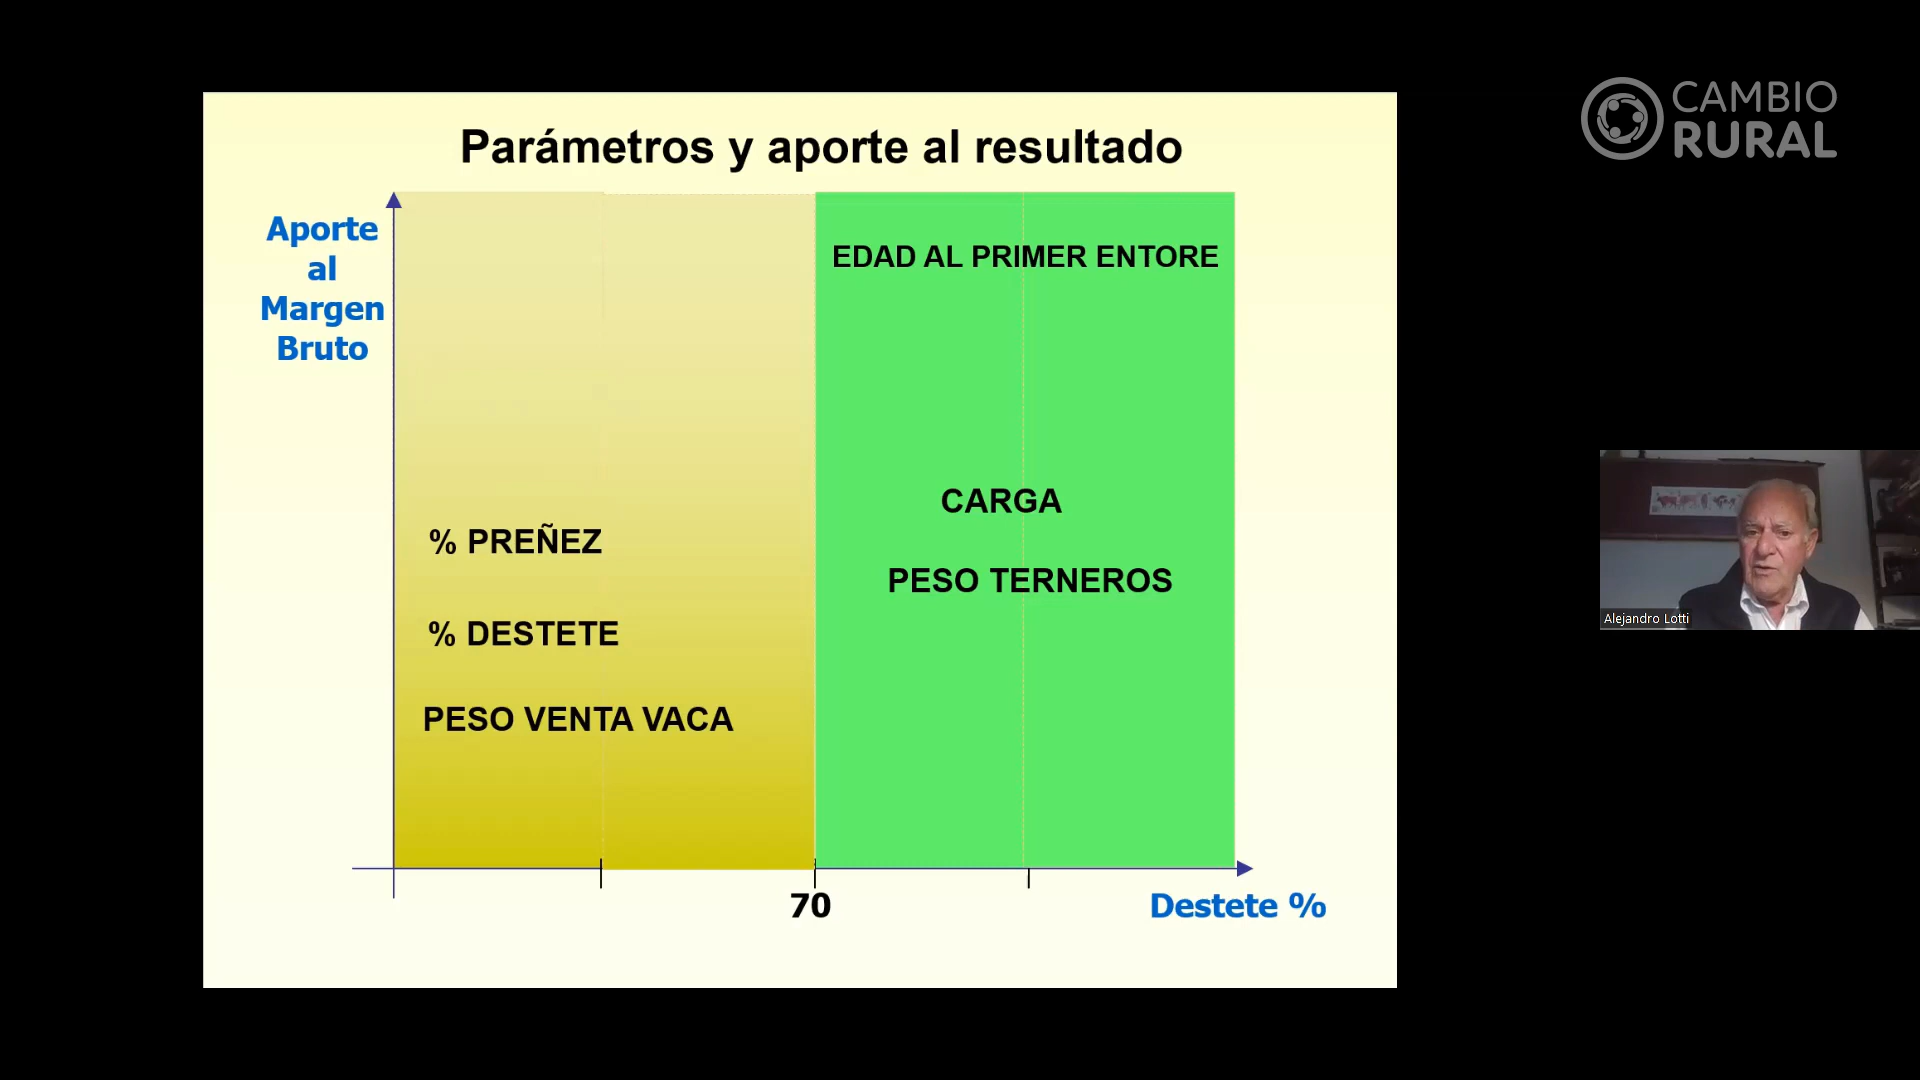 CAMBIO
RURAL
Parámetros y aporte al resultado
Aporte
al
Margen
Bruto
EDAD AL PRIMER ENTORE
CARGA
PESO TERNEROS
% PREÑEZ
% DESTETE
PESO VENTA VACA
70
Destete %
Alejandro Lotti